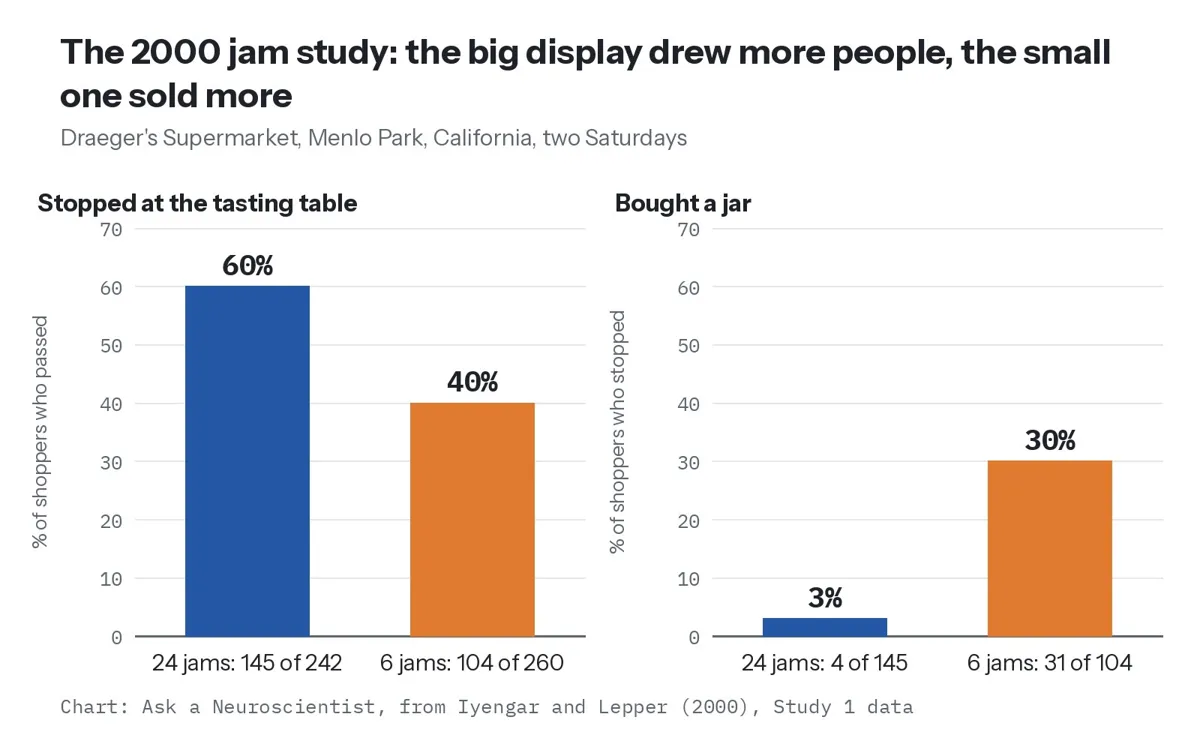 The 2000 jam study: the big display drew more people, the small
one sold more
Draeger's Supermarket, Menlo Park, California, two Saturdays
Stopped at the tasting table
% of shoppers who passed
70
60
50
40
30
20
10
0
60%
40%
24 jams: 145 of 242
6 jams: 104 of 260
Bought a jar
% of shoppers who stopped
70
60
50
40
30
20
10
0
3%
30%
24 jams: 4 of 145
6 jams: 31 of 104
Chart: Ask a Neuroscientist, from Iyengar and Lepper (2000), Study 1 data